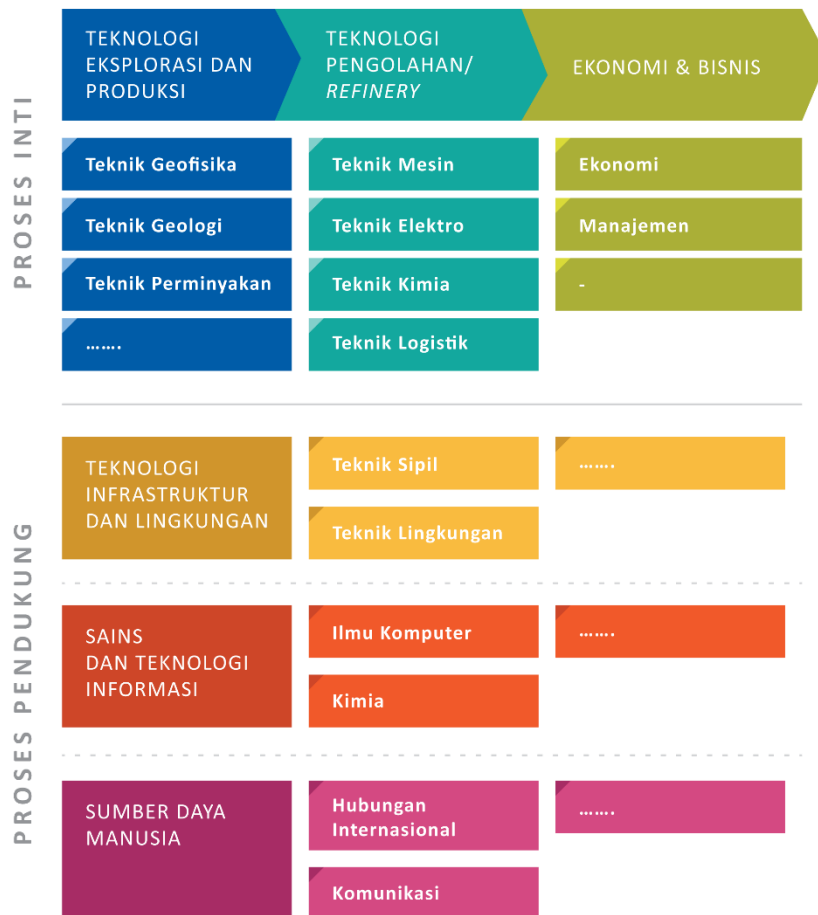 PROSES INTI
TEKNOLOGI
EKSPLORASI DAN
PRODUKSI
TEKNOLOGI
PENGOLAHAN/
REFINERY
EKONOMI & BISNIS
Teknik Geofisika
Teknik Mesin
Ekonomi
Teknik Geologi
Teknik Elektro
Manajemen
Teknik Perminyakan
Teknik Kimia
-
…….
Teknik Logistik
PROSES PENDUKUNG
TEKNOLOGI
INFRASTRUKTUR
DAN LINGKUNGAN
Teknik Sipil
…….
Teknik Lingkungan
SAINS
DAN TEKNOLOGI
INFORMASI
Ilmu Komputer
…….
Kimia
SUMBER DAYA
MANUSIA
Hubungan
Internasional
…….
Komunikasi